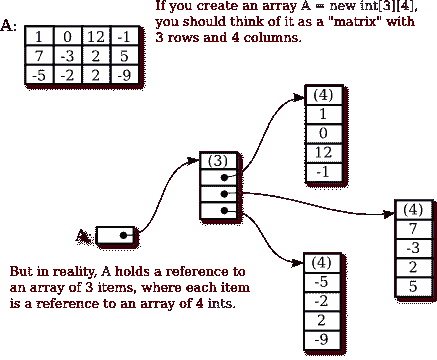 If you create an array A = new int[3][4],
you should think of it as a "matrix" with
3 rows and 4 columns.
A:
1 0 12 -1
7 -3 2 5
-5 -2 2 -9
(4)
1
0
12
-1
(3)
(4)
7
-3
2
5
A:
(4)
-5
-2
2
-9
But in reality, A holds a reference to
an array of 3 items, where each item
is a reference to an array of 4 ints.